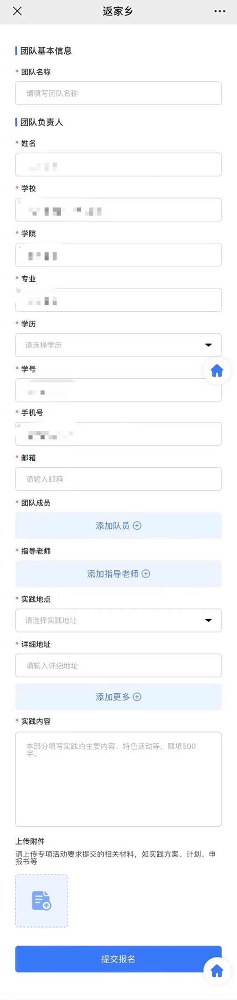 返家乡
团队基本信息
* 团队名称
请填写团队名称
团队负责人
* 姓名
* 学校
* 学院
* 专业
* 学历
请选择学历
* 学号
* 手机号
* 邮箱
请输入邮箱
* 团队成员
添加队员
* 指导老师
添加指导老师
* 实践地点
请选择实践地址
* 详细地址
请输入详细地址
添加更多
* 实践内容
本部分填写实践的主要内容、特色活动等，限填500
字。
上传附件
请上传专项活动要求提交的相关材料，如实践方案、计划、申
报书等
提交报名